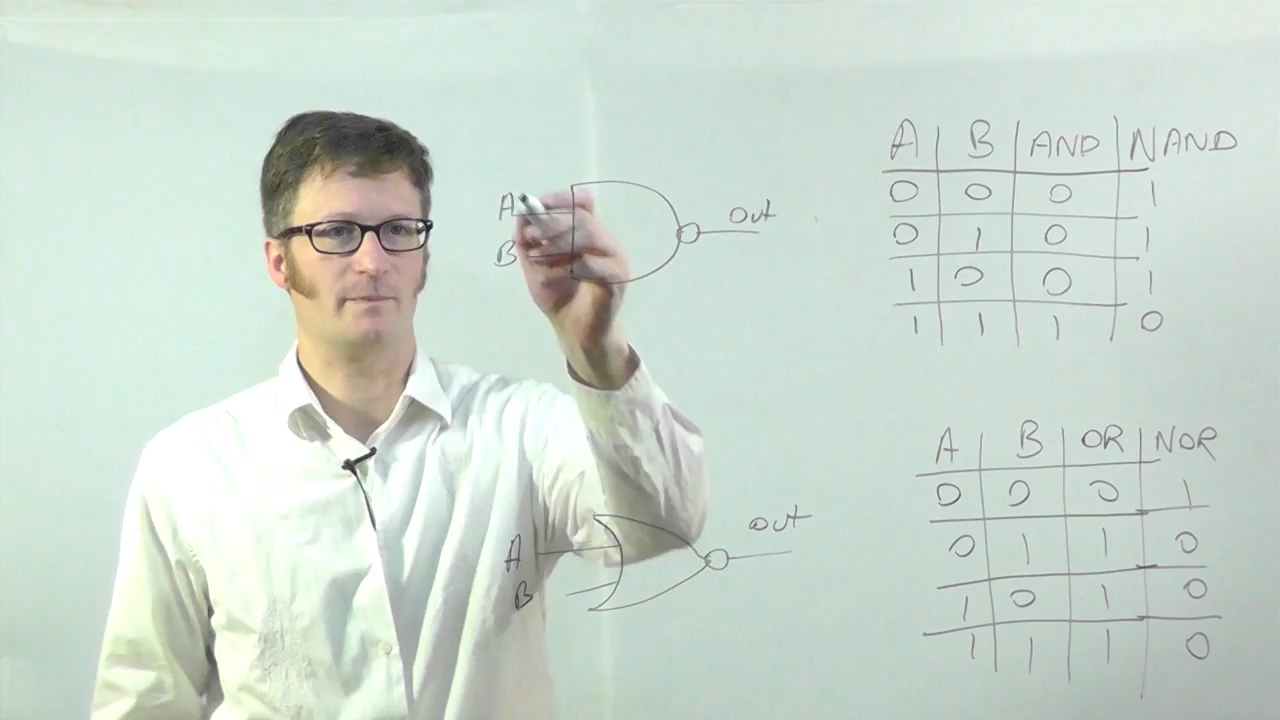 A
B
Out
A B AND NAND
0 0 0 1
0 1 0 1
1 0 0 1
1 1 1 0
A
B
Out
A B OR NOR
0 0 0 1
0 1 1 0
1 0 1 0
1 1 1 0